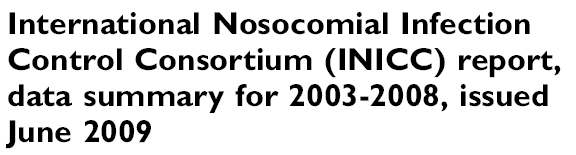 International Nosocomial Infection
Control Consortium (INICC) report,
data summary for 2003-2008, issued
June 2009